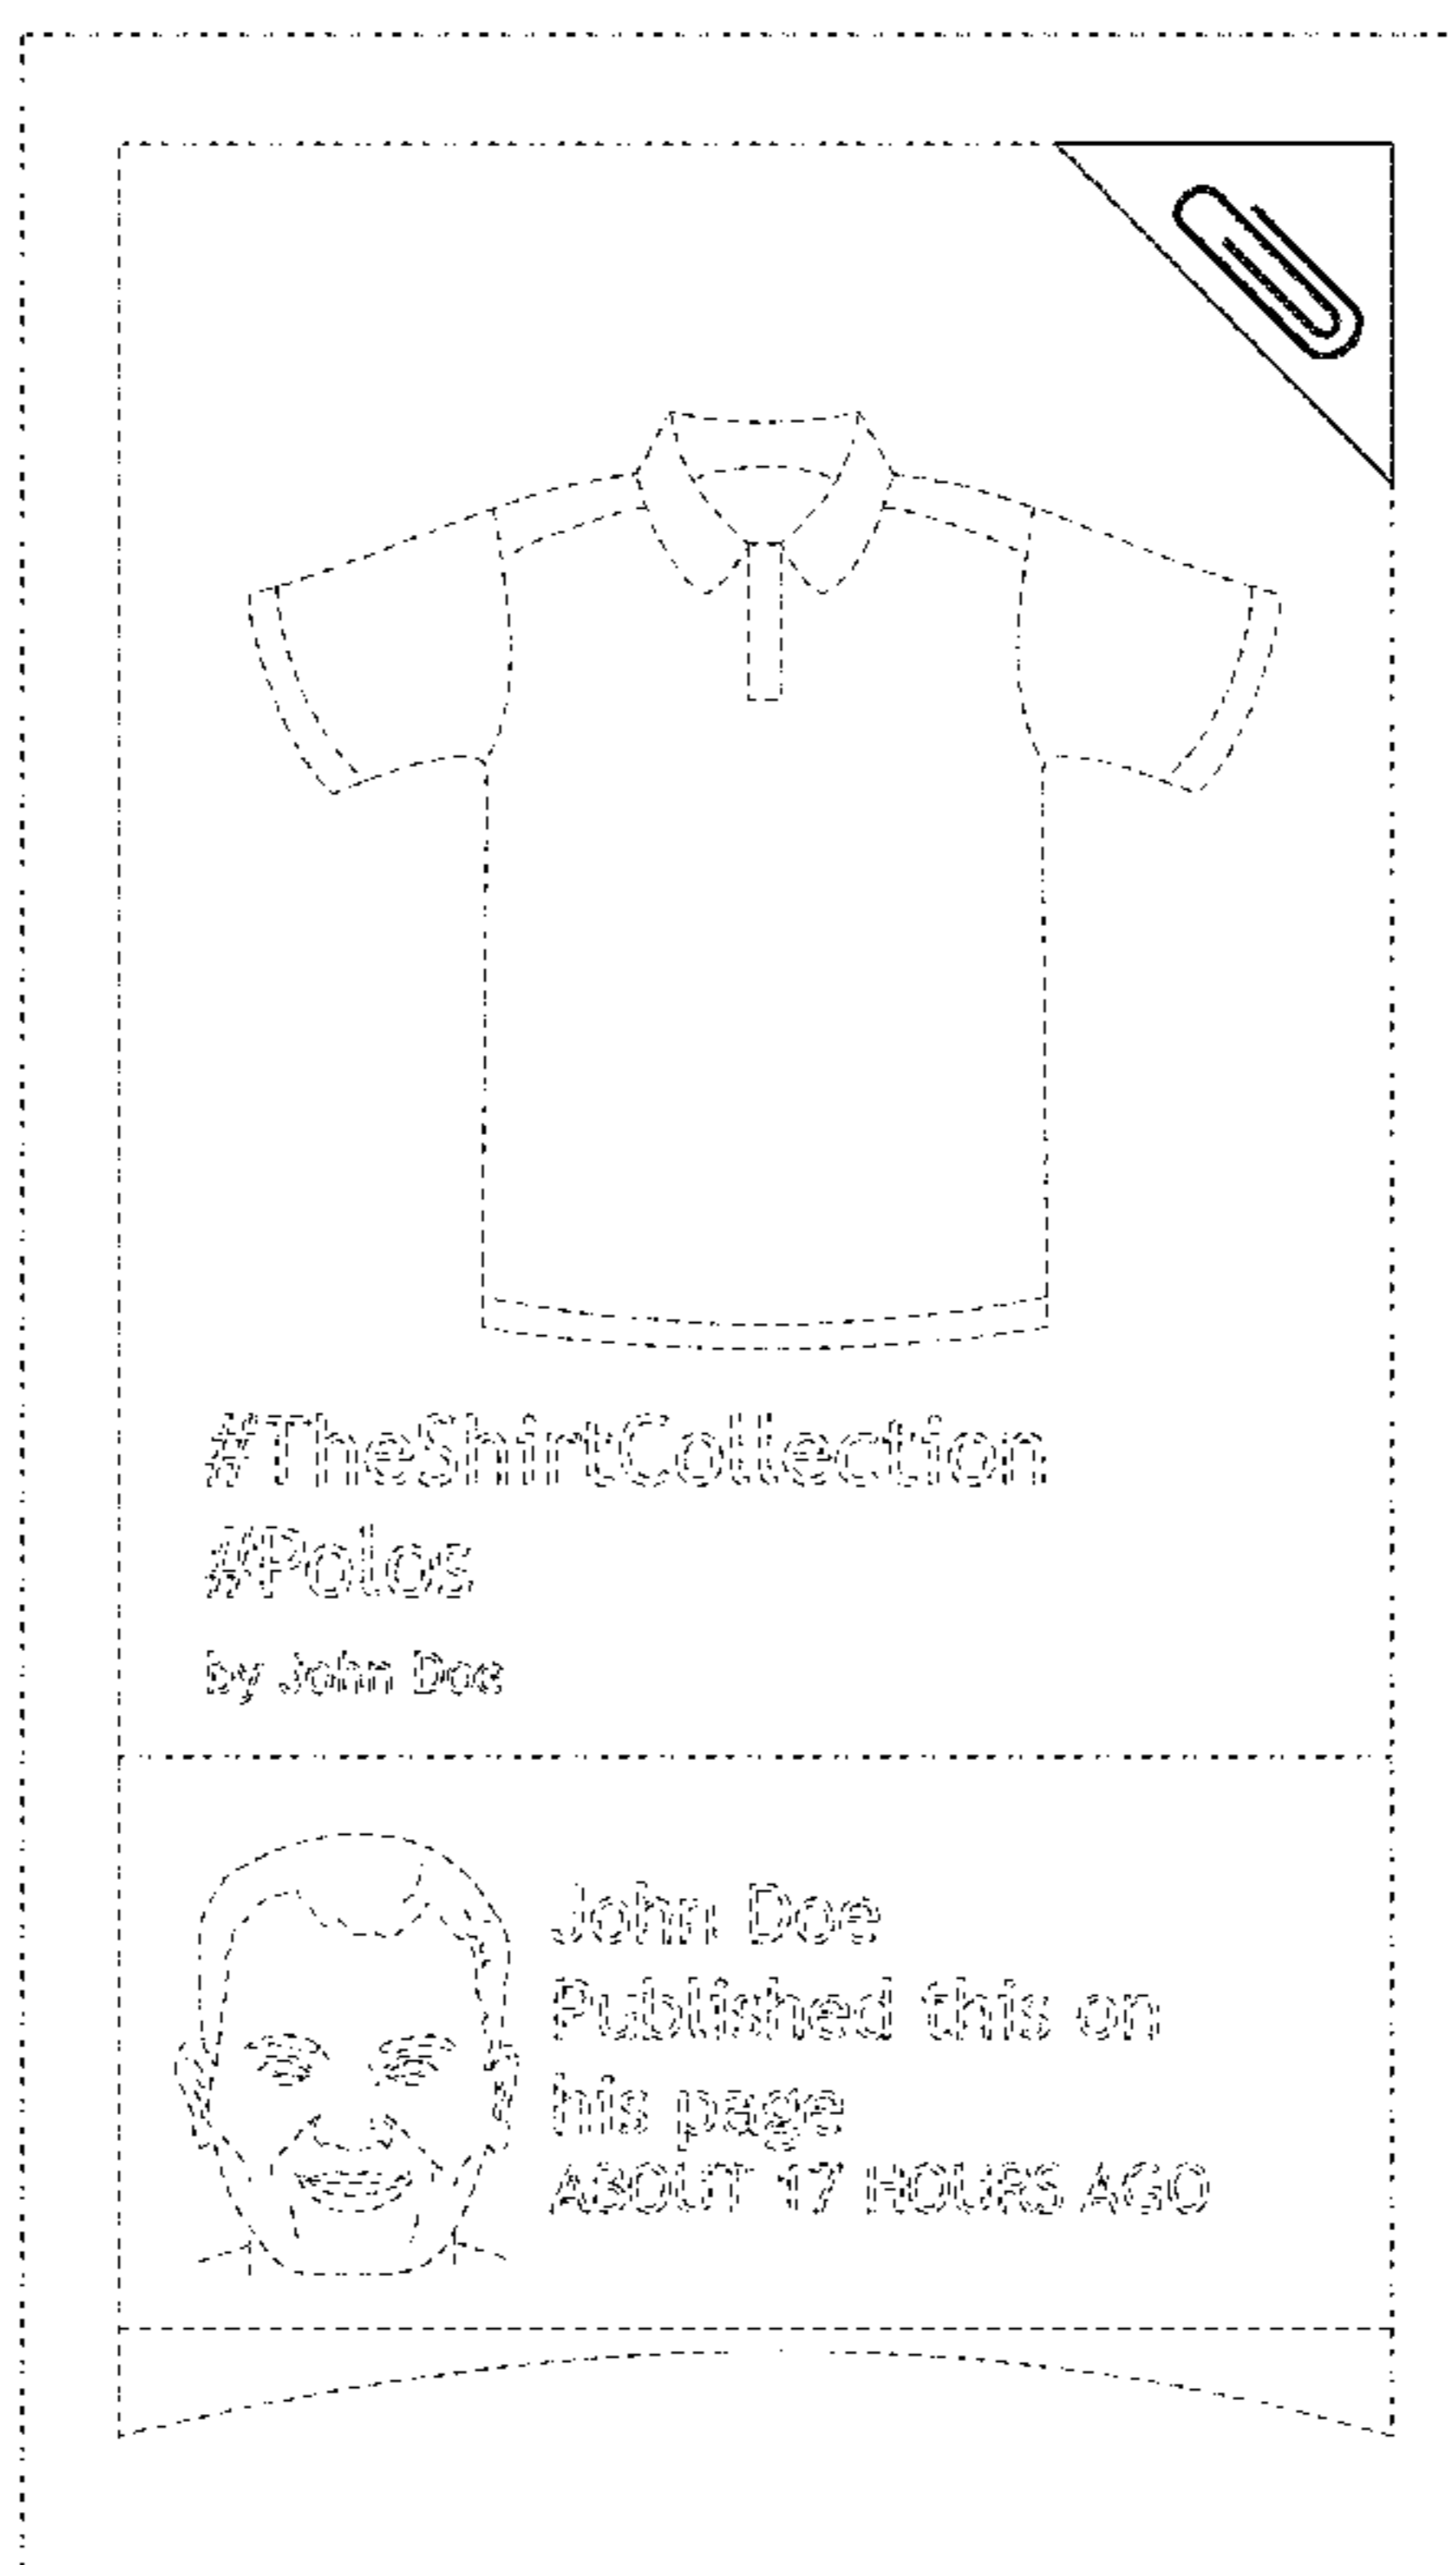 #TheShirtCollection
#Polos
by John Doe
John Doe
Published this on
his page
ABOUT 17 HOURS AGO